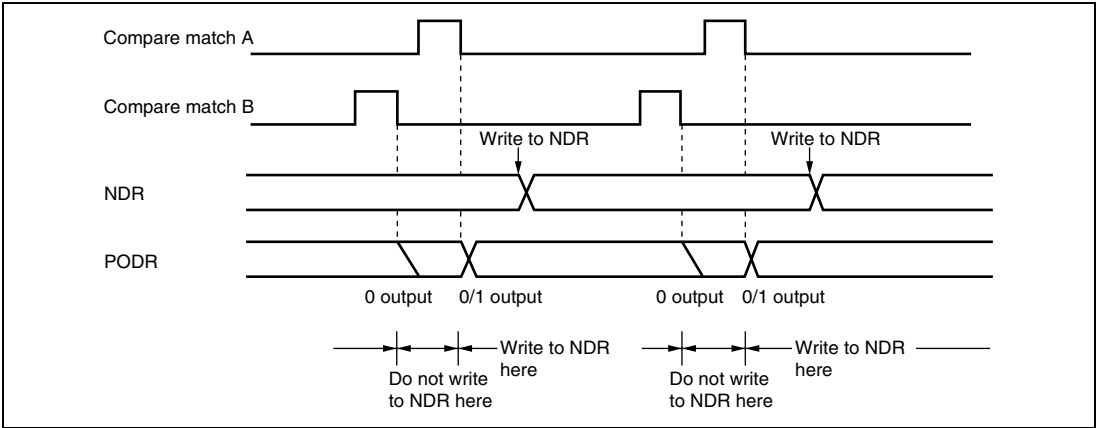 Compare match A
Compare match B
Write to NDR Write to NDR
NDR
PODR
0 output 0/1 output 0 output 0/1 output
Write to NDR here
Do not write to NDR here
Write to NDR here
Do not write to NDR here